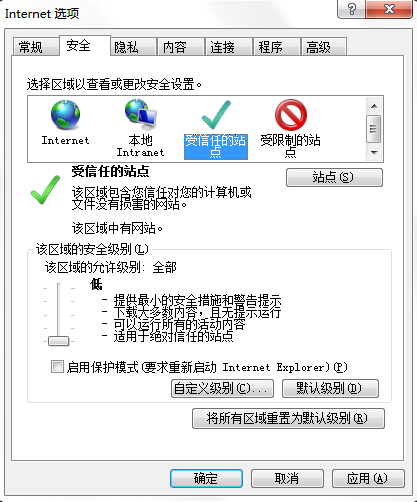 Internet 选项
常规 安全 隐私 内容 连接 程序 高级
选择区域以查看或更改安全设置。
Internet 本地 受信任的站 受限制的站
Intranet 点 点
受信任的站点
站点(S)
该区域包含您信任对您的计算机或
文件没有损害的网站。
该区域中有网站。
该区域的安全级别(L)
该区域的允许级别: 全部
低
- 提供最小的安全措施和警告提示
- 下载大多数内容，且无提示运行
- 可以运行所有的活动内容
- 适用于绝对信任的站点
启用保护模式(要求重新启动 Internet Explorer)(P)
自定义级别(C)... 默认级别(D)
将所有区域重置为默认级别(R)
确定 取消 应用(A)